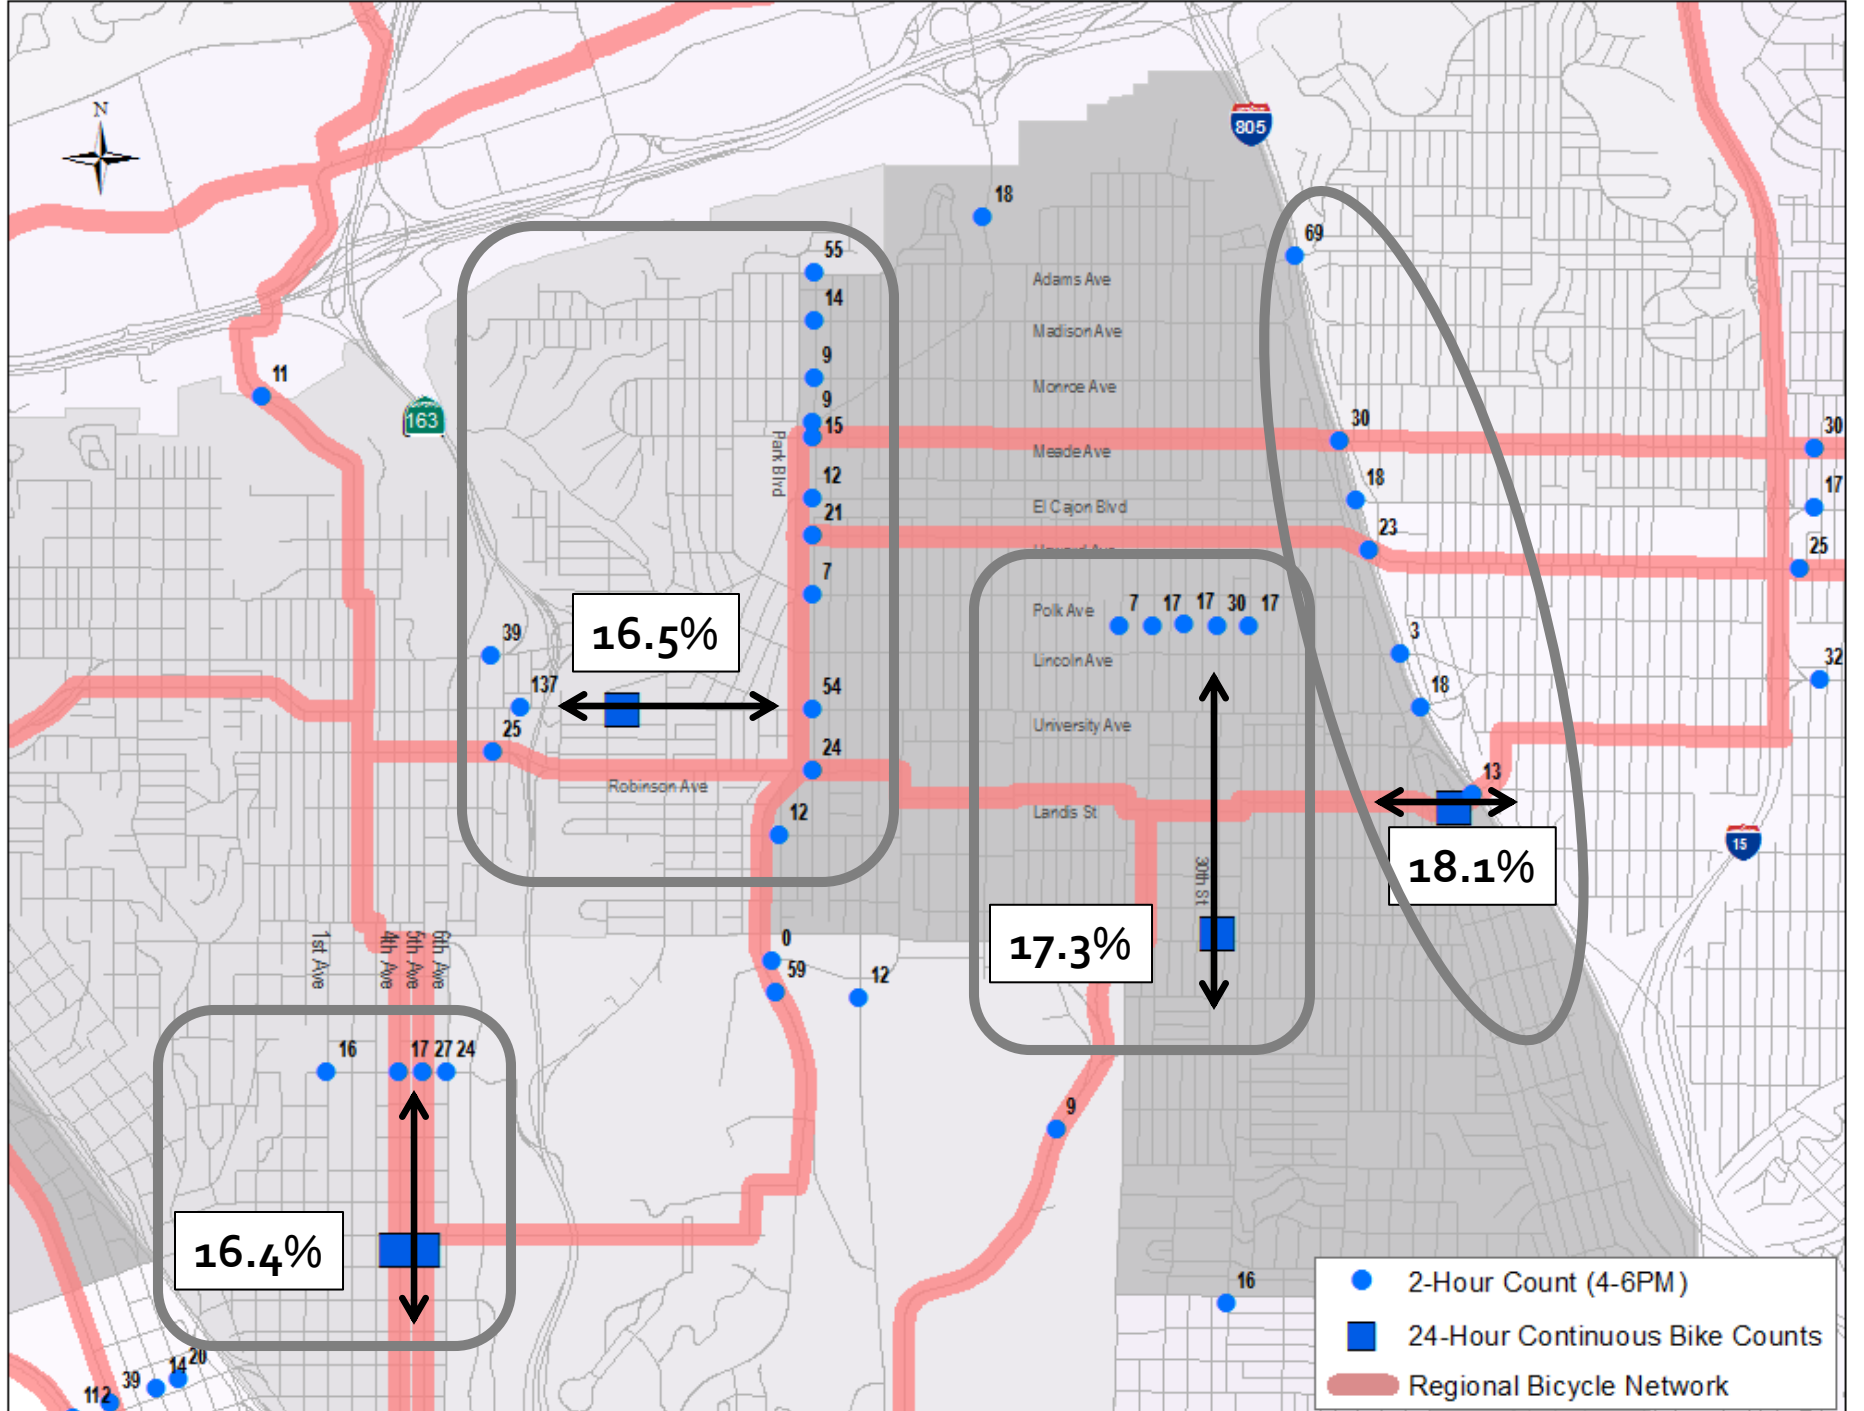 N
805
18
69
55
Adams Ave
14
Madison Ave
9
Monroe Ave
11
9
163
15
30
30
Park Blvd
Meade Ave
12
18
17
El Cajon Blvd
21
23
25
Howard Ave
7
Polk Ave
7
17
17
30
17
39
16.5%
3
Lincoln Ave
32
137
54
18
25
University Ave
24
13
Robinson Ave
12
Landis St
15
18.1%
30th St
1st Ave
4th Ave
5th Ave
6th Ave
0
17.3%
59
12
16
17
27
24
9
16.4%
16
2-Hour Count (4-6PM)
24-Hour Continuous Bike Counts
Regional Bicycle Network
20
14
39
112